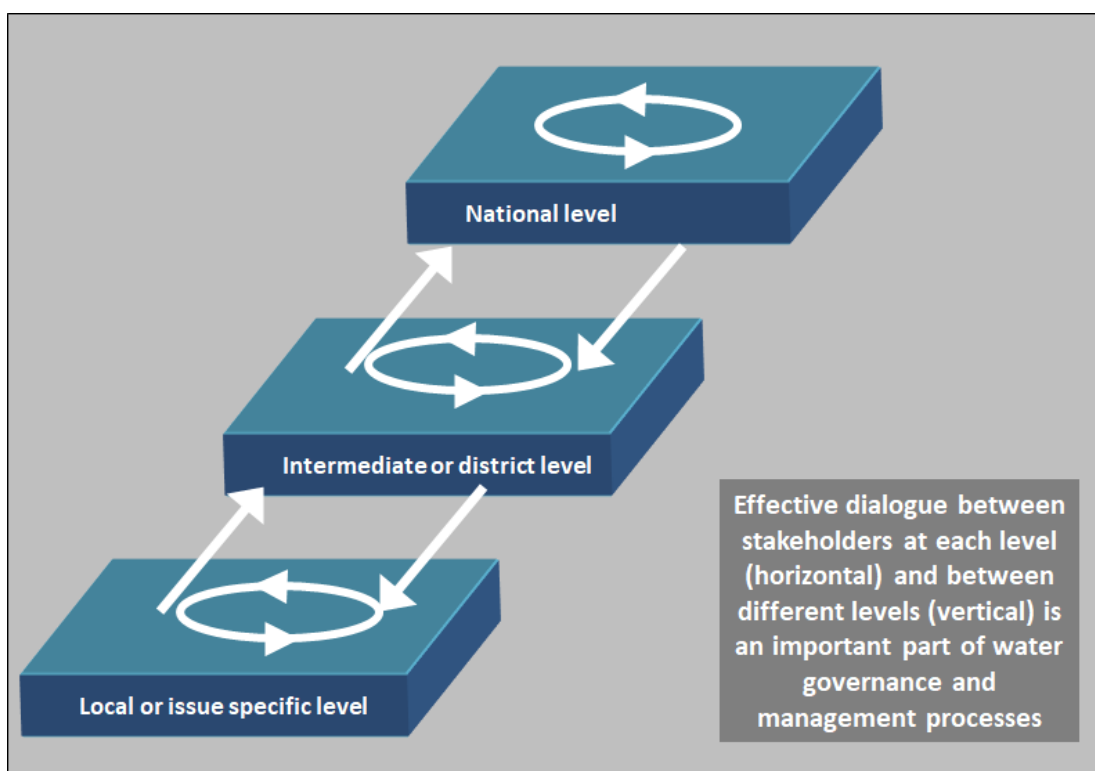 National level
Intermediate or district level
Local or issue specific level
Effective dialogue between
stakeholders at each level
(horizontal) and between
different levels (vertical) is
an important part of water
governance and
management processes